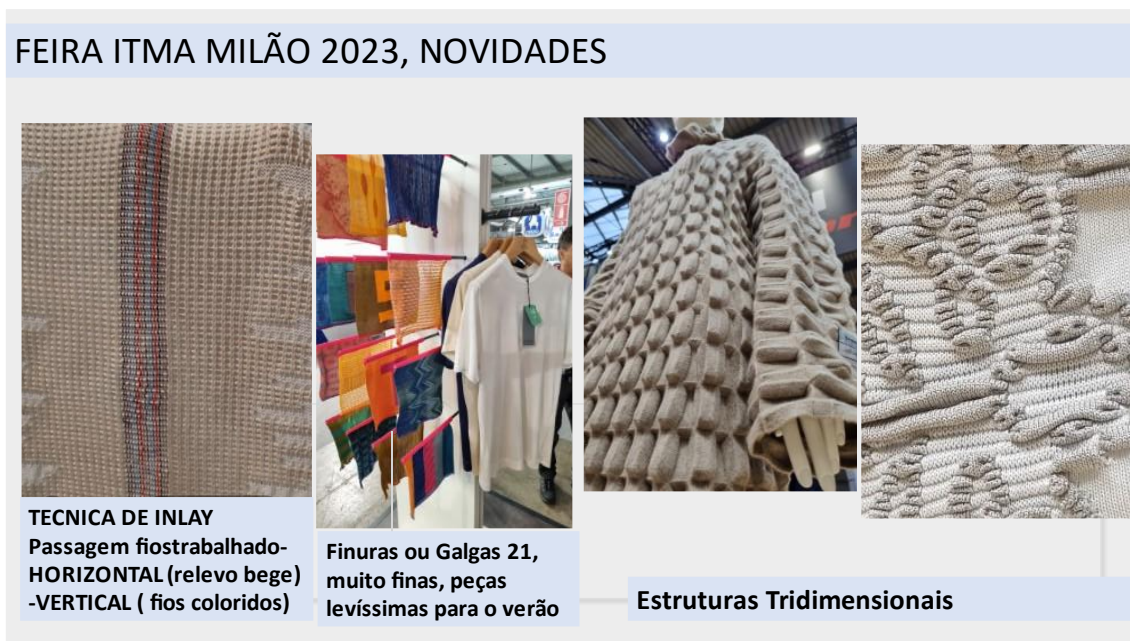 FEIRA ITMA MILÃO 2023, NOVIDADES
TECNICA DE INLAY
Passagem fiostrabalhado-
HORIZONTAL (relevo bege)
-VERTICAL ( fios coloridos)
Finuras ou Galgas 21,
muito finas, peças
levíssimas para o verão
Estruturas Tridimensionais